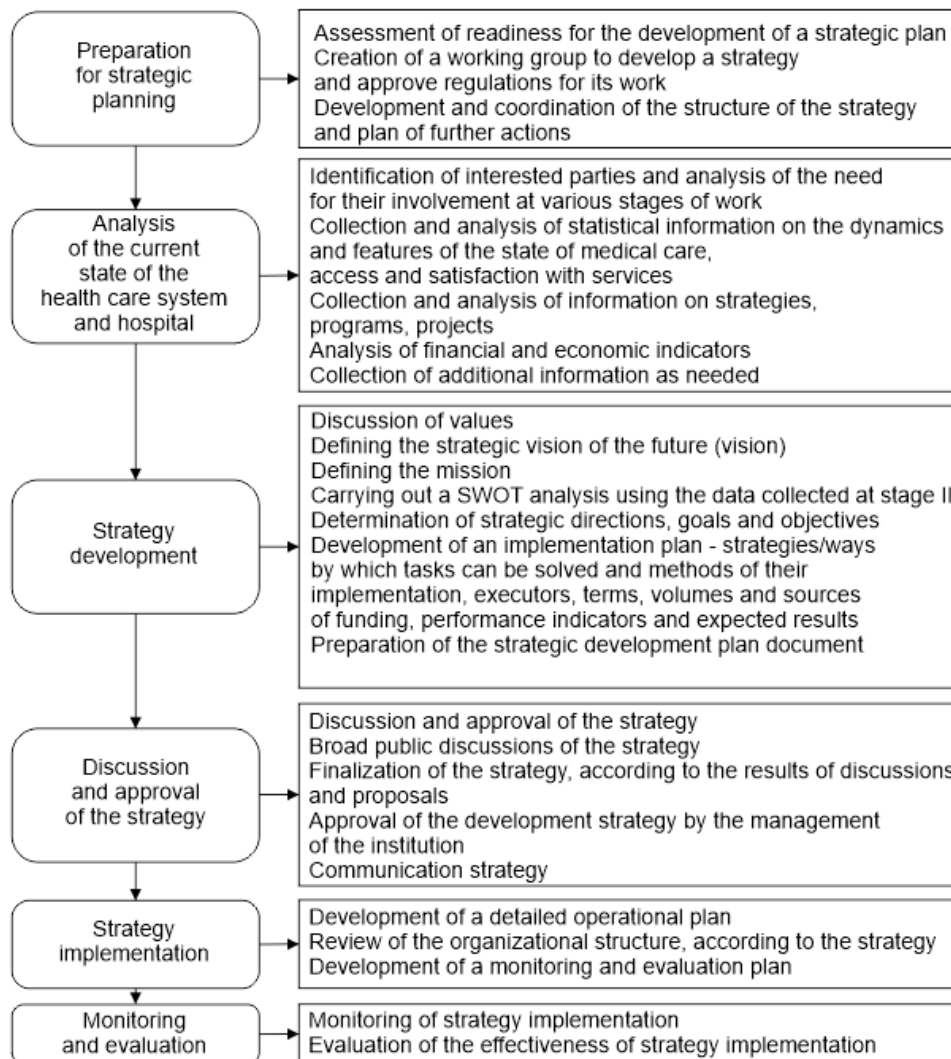 Preparation
for strategic
planning
Assessment of readiness for the development of a strategic plan
Creation of a working group to develop a strategy
and approve regulations for its work
Development and coordination of the structure of the strategy
and plan of further actions
Analysis
of the current
state of the
health care system
and hospital
Identification of interested parties and analysis of the need
for their involvement at various stages of work
Collection and analysis of statistical information on the dynamics
and features of the state of medical care,
access and satisfaction with services
Collection and analysis of information on strategies,
programs, projects
Analysis of financial and economic indicators
Collection of additional information as needed
Strategy
development
Discussion of values
Defining the strategic vision of the future (vision)
Defining the mission
Carrying out a SWOT analysis using the data collected at stage II
Determination of strategic directions, goals and objectives
Development of an implementation plan - strategies/ways
by which tasks can be solved and methods of their
implementation, executors, terms, volumes and sources
of funding, performance indicators and expected results
Preparation of the strategic development plan document
Discussion
and approval
of the strategy
Discussion and approval of the strategy
Broad public discussions of the strategy
Finalization of the strategy, according to the results of discussions
and proposals
Approval of the development strategy by the management
of the institution
Communication strategy
Strategy
implementation
Development of a detailed operational plan
Review of the organizational structure, according to the strategy
Development of a monitoring and evaluation plan
Monitoring
and evaluation
Monitoring of strategy implementation
Evaluation of the effectiveness of strategy implementation